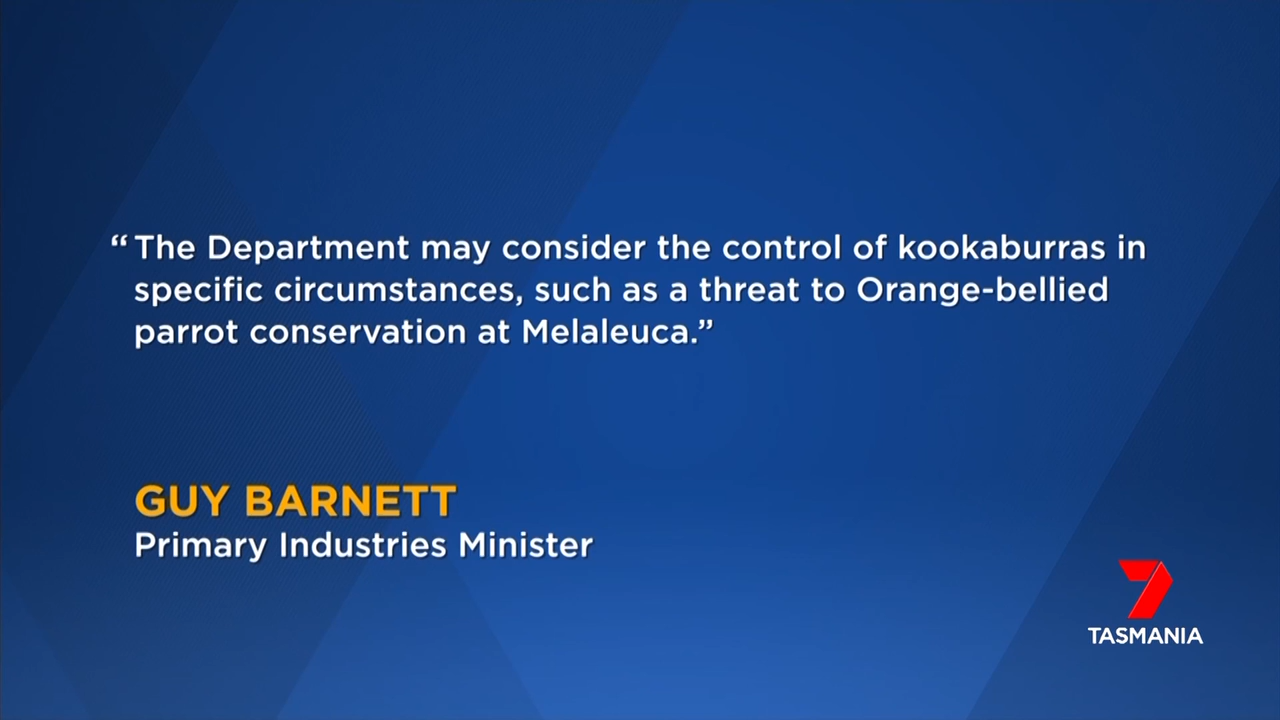 “The Department may consider the control of kookaburras in
specific circumstances, such as a threat to Orange-bellied
parrot conservation at Melaleuca.”
GUY BARNETT
Primary Industries Minister
7
TASMANIA